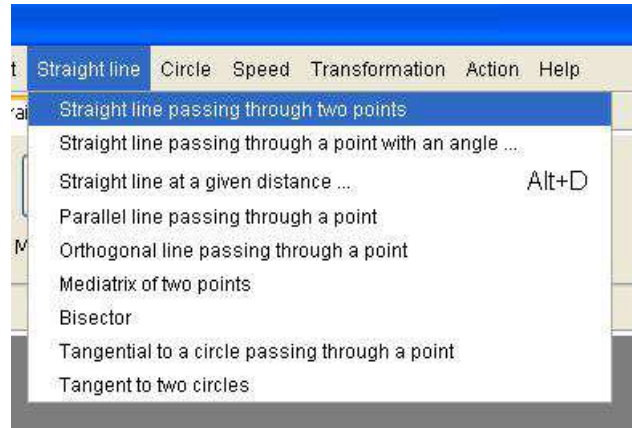 Straight line Circle Speed Transformation Action Help
Straight line passing through two points
Straight line passing through a point with an angle ...
Straight line at a given distance ... Alt+D
Parallel line passing through a point
Orthogonal line passing through a point
Mediatrix of two points
Bisector
Tangential to a circle passing through a point
Tangent to two circles